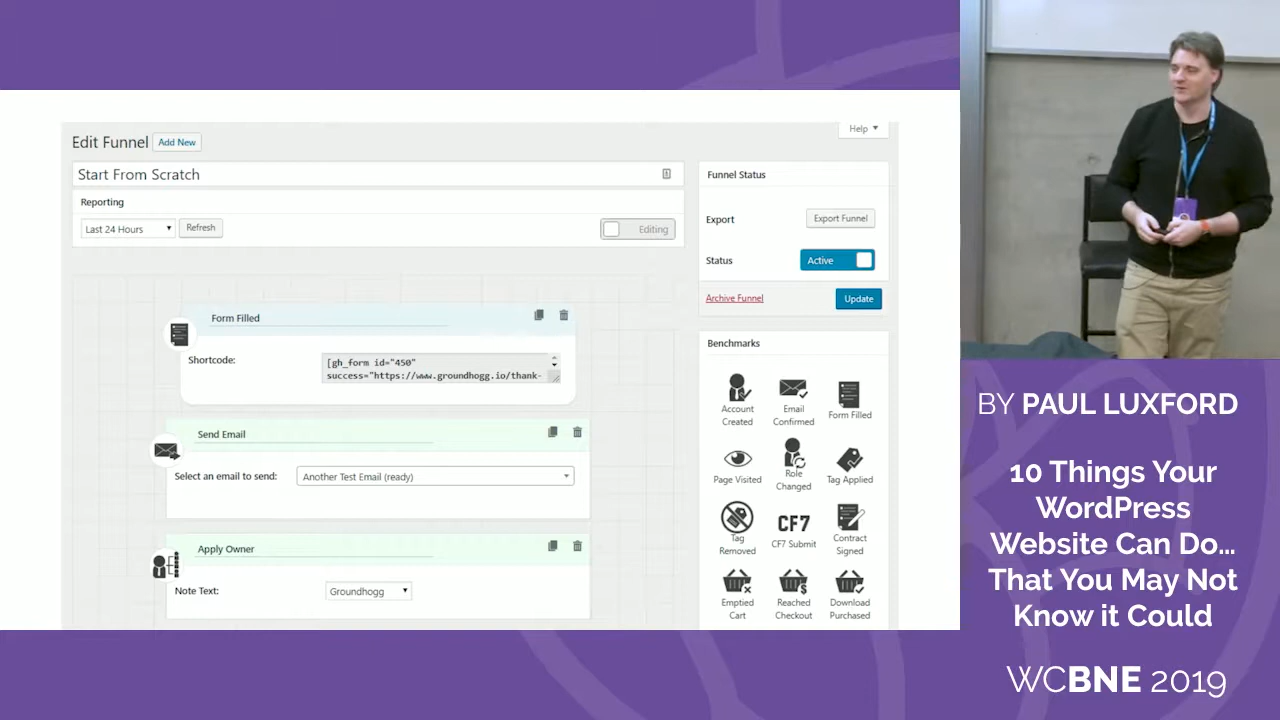 Help
Edit Funnel Add New
Start From Scratch
Reporting
Last 24 Hours Refresh Editing
Funnel Status
Export Export Funnel
Status Active
Archive Funnel Update
Form Filled
Shortcode: [gh_form id="450"
success="https://www.groundhogg.io/thank-
Send Email
Select an email to send: Another Test Email (ready)
Apply Owner
Note Text: Groundhogg
Benchmarks
Account
Created
Email
Confirmed
Form Filled
Page Visited
Role
Changed
Tag Applied
Tag
Removed
CF7
CF7 Submit
Contract
Signed
Emptied
Cart
Reached
Checkout
Download
Purchased
BY PAUL LUXFORD
10 Things Your
WordPress
Website Can Do...
That You May Not
Know it Could
WCBNE 2019